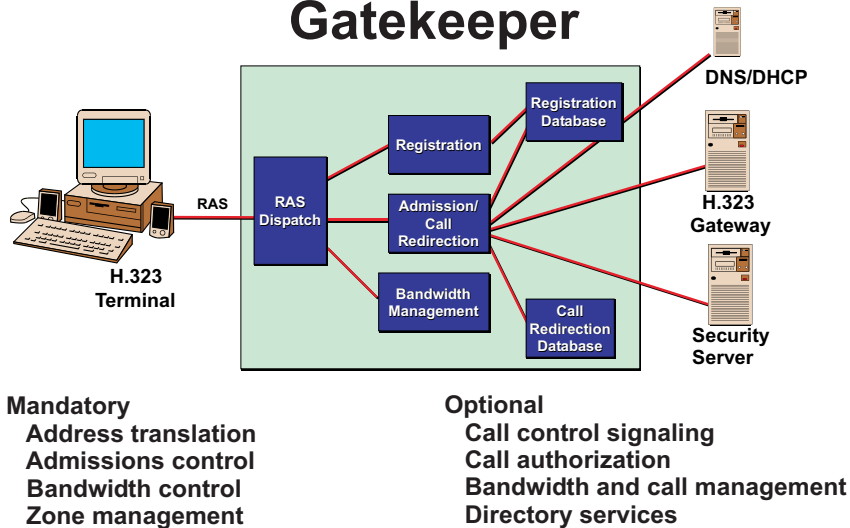 Gatekeeper
DNS/DHCP
Registration
Database
Registration
H.323
Gateway
RAS
RAS
Dispatch
Admission/
Call
Redirection
H.323
Terminal
Bandwidth
Management
Call
Redirection
Database
Security
Server
Mandatory
Address translation
Admissions control
Bandwidth control
Zone management
Optional
Call control signaling
Call authorization
Bandwidth and call management
Directory services